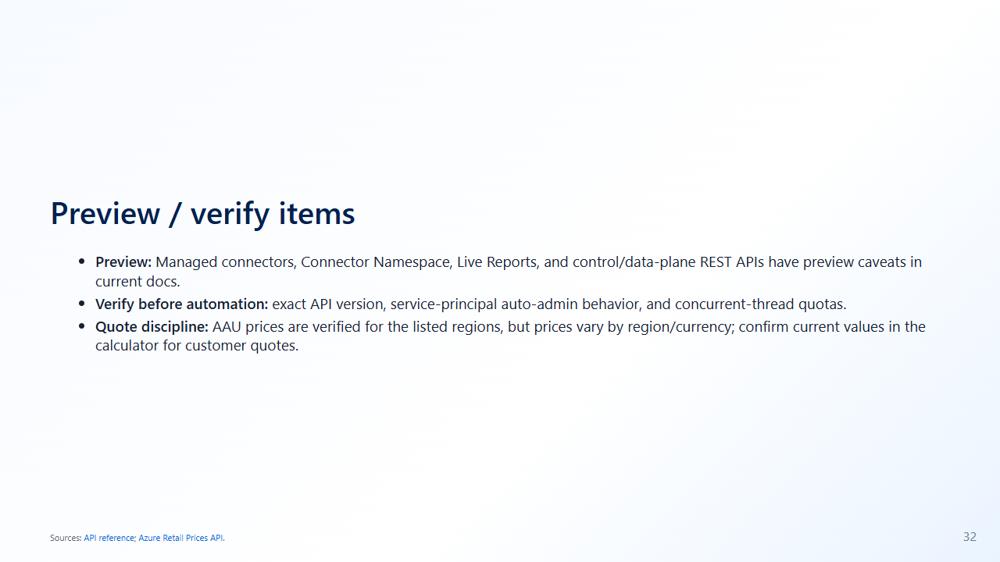 Preview / verify items
• Preview: Managed connectors, Connector Namespace, Live Reports, and control/data-plane REST APIs have preview caveats in
current docs.
• Verify before automation: exact API version, service-principal auto-admin behavior, and concurrent-thread quotas.
• Quote discipline: AAU prices are verified for the listed regions, but prices vary by region/currency; confirm current values in the
calculator for customer quotes.
Sources: API reference; Azure Retail Prices API.
32